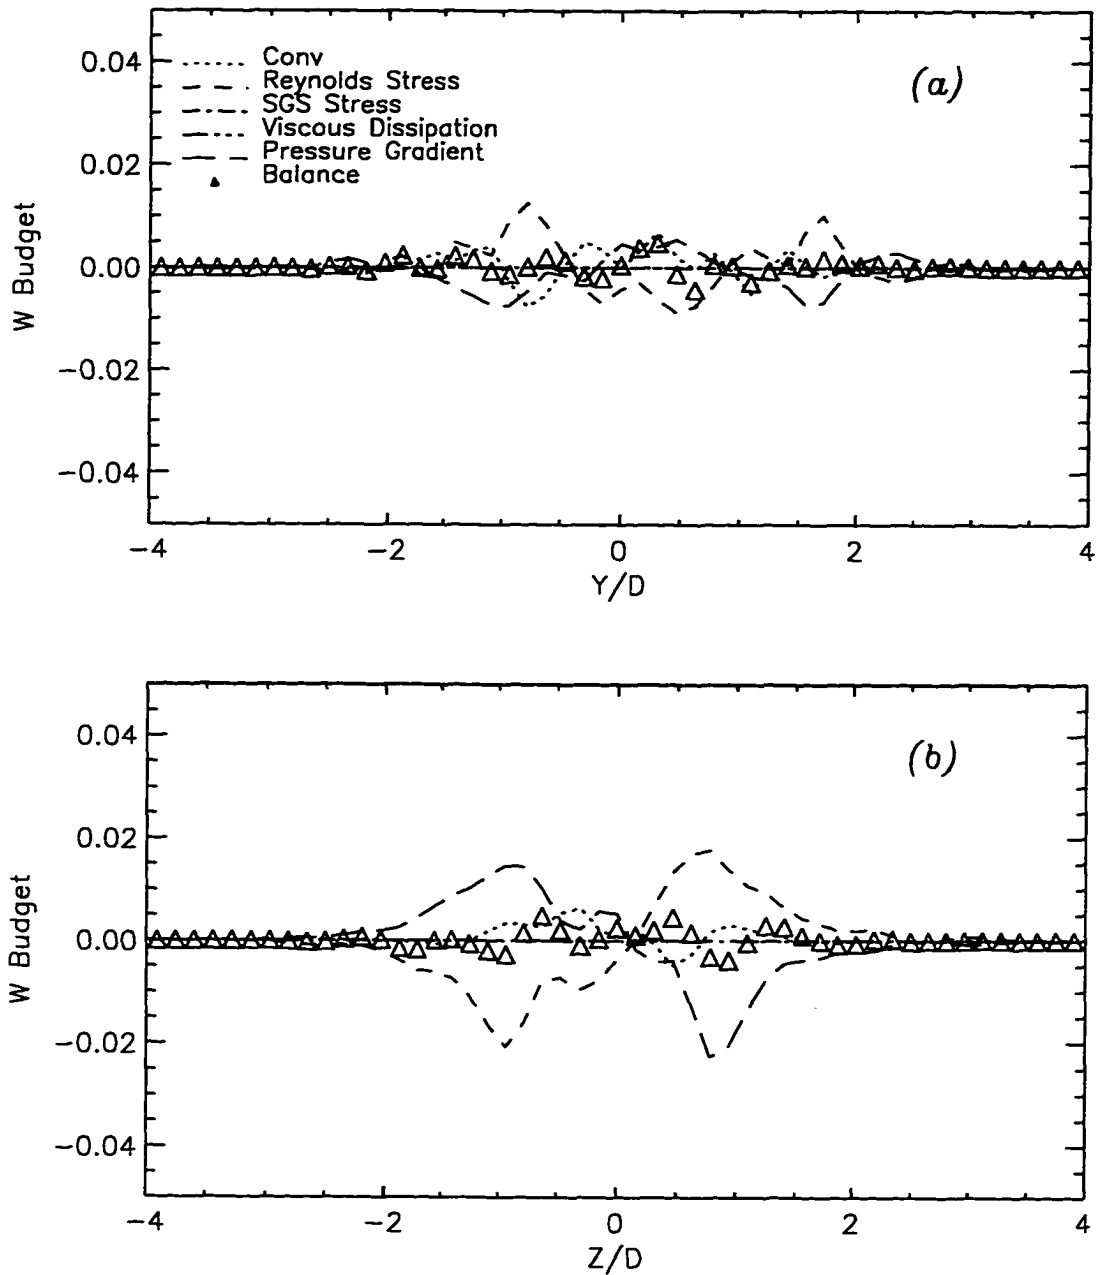 (a)
Conv
Reynolds Stress
SGS Stress
Viscous Dissipation
Pressure Gradient
Balance
0.04
0.02
0.00
−0.02
−0.04
W Budget
−4 −2 0 2 4
Y/D
(b)
0.04
0.02
0.00
−0.02
−0.04
W Budget
−4 −2 0 2 4
Z/D